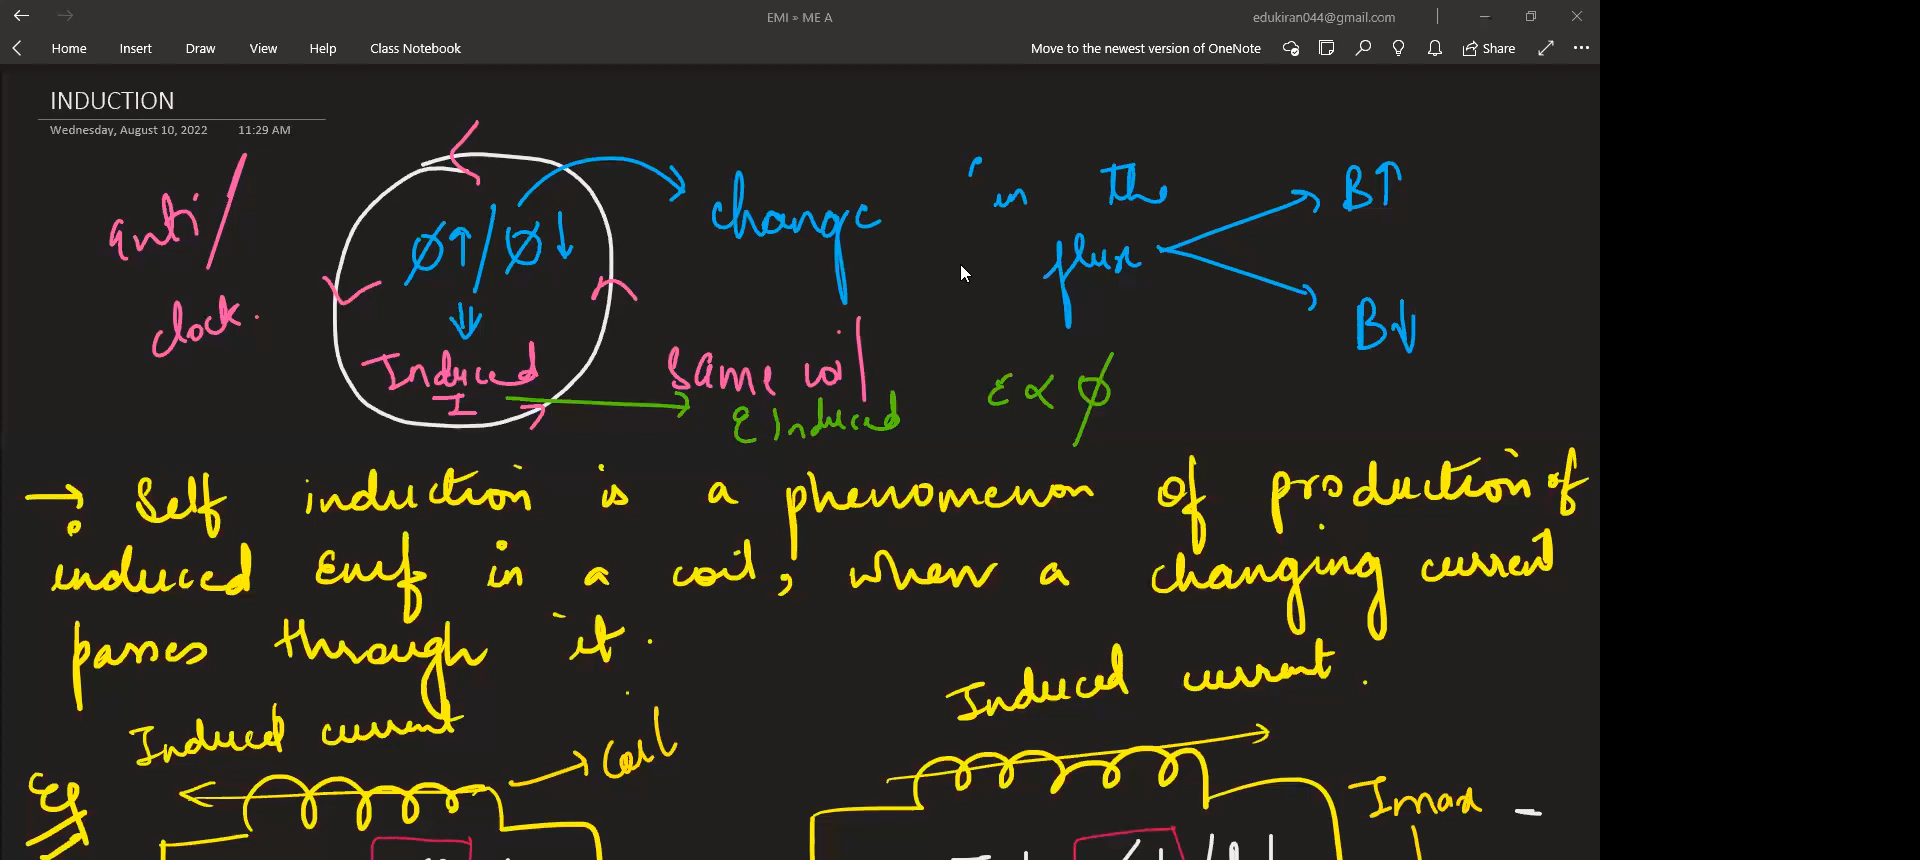 EMI » ME A
edukiran044@gmail.com
Home Insert Draw View Help Class Notebook
Move to the newest version of OneNote
Share
INDUCTION
Wednesday, August 10, 2022 11:29 AM
anti/
clock.
Ø↑/Ø↓
Induced
I
change in the
flux
B↑
B↓
Same coil
Ɛ Induced
Ɛ ∝ Ø
→ Self induction is a phenomenon of production of
induced Emf in a coil, when a changing current
passes through it.
Induced current
Coil
Induced current.
Eg
Imax -